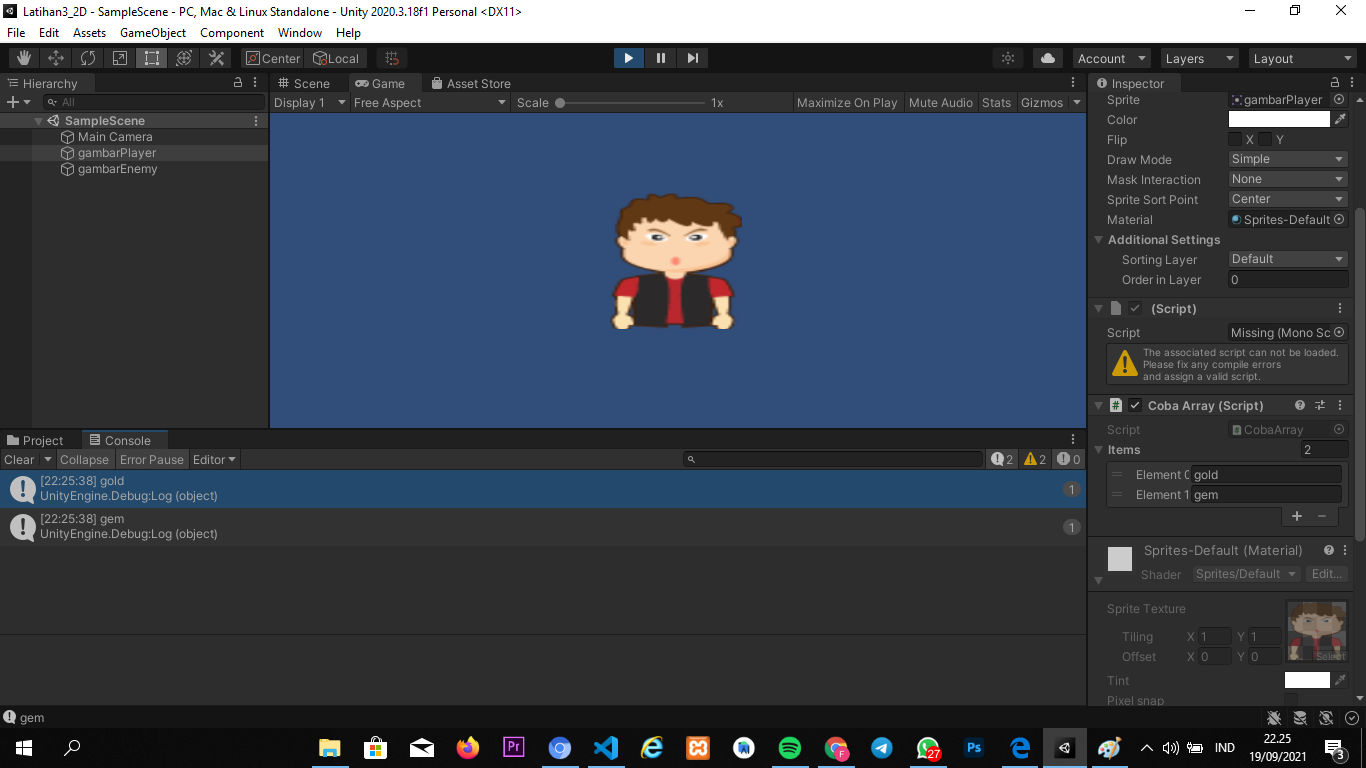 Latihan3_2D - SampleScene - PC, Mac & Linux Standalone - Unity 2020.3.18f1 Personal <DX11>
File Edit Assets GameObject Component Window Help
Center Local Account Layers Layout
Hierarchy
All
SampleScene
Main Camera
gambarPlayer
gambarEnemy
Scene Game Asset Store
Display 1 Free Aspect Scale 1x Maximize On Play Mute Audio Stats Gizmos
Inspector
Sprite gambarPlayer
Color
Flip X Y
Draw Mode Simple
Mask Interaction None
Sprite Sort Point Center
Material Sprites-Default
Additional Settings
Sorting Layer Default
Order in Layer 0
(Script)
Script Missing (Mono Sc
The associated script can not be loaded.
Please fix any compile errors
and assign a valid script.
Coba Array (Script)
Script CobaArray
Items 2
Element 0 gold
Element 1 gem
+ −
Sprites-Default (Material)
Shader Sprites/Default Edit...
Sprite Texture
Tiling X 1 Y 1
Offset X 0 Y 0
Select
Tint
Pixel snap
Project Console
Clear Collapse Error Pause Editor 2 2 0
[22:25:38] gold
UnityEngine.Debug:Log (object)
1
[22:25:38] gem
UnityEngine.Debug:Log (object)
1
gem
Pr
F
27
Ps
IND
22.25
19/09/2021
3